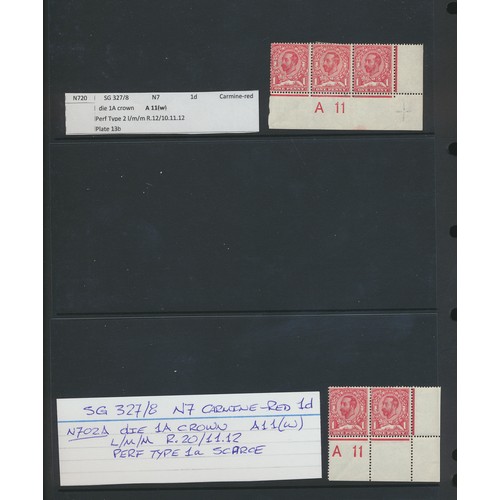 N720 SG 327/8 N7 1d Carmine-red
die 1A crown A 11(w)
Perf Type 2 l/m/m R.12/10.11.12
Plate 13b
A 11
SG 327/8 N7 CARMINE-RED 1d
N702A DIE 1A CROWN A11(W)
L/M/M R.20/11.12
PERF TYPE 1a SCARCE
A 11